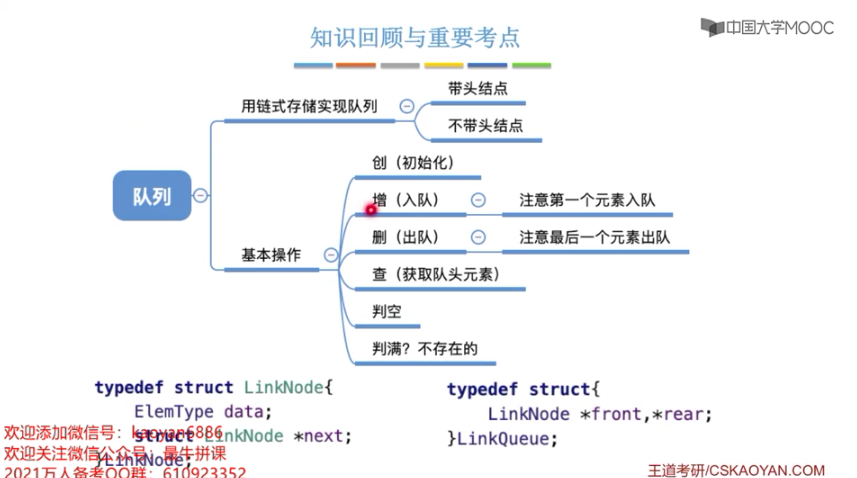 知识回顾与重要考点
中国大学MOOC
队列
用链式存储实现队列
带头结点
不带头结点
基本操作
创（初始化）
增（入队）
注意第一个元素入队
删（出队）
注意最后一个元素出队
查（获取队头元素）
判空
判满？不存在的
typedef struct LinkNode{
ElemType data;
struct LinkNode *next;
}LinkNode;
typedef struct{
LinkNode *front,*rear;
}LinkQueue;
欢迎添加微信号：kaoyan6886
欢迎关注微信公众号：最牛拼课
2021万人备考QQ群：610923352
王道考研/CSKAOYAN.COM